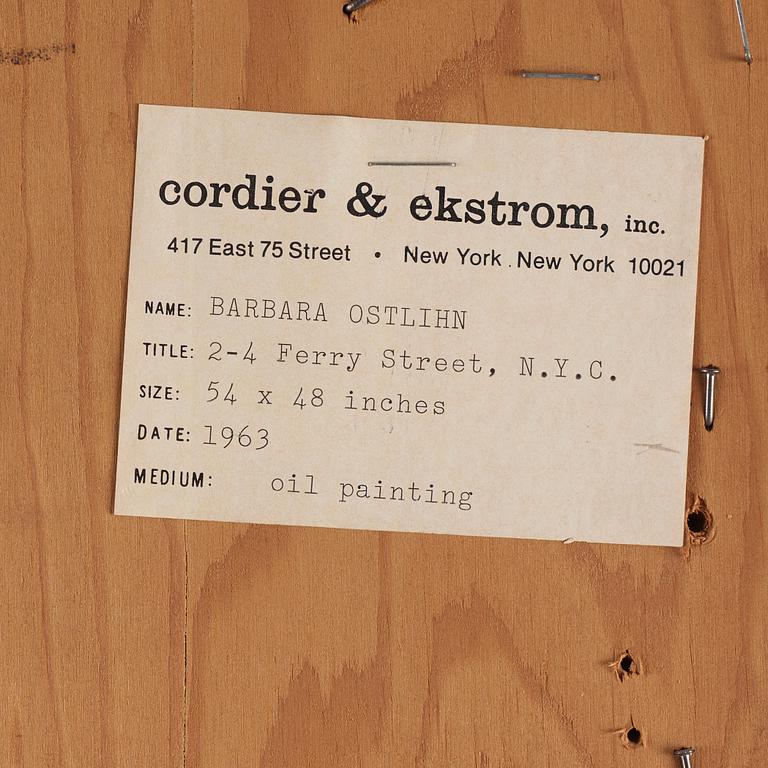 cordier & ekstrom, inc.
417 East 75 Street • New York . New York 10021
NAME: BARBARA OSTLIHN
TITLE: 2-4 Ferry Street, N.Y.C.
SIZE: 54 x 48 inches
DATE: 1963
MEDIUM: oil painting